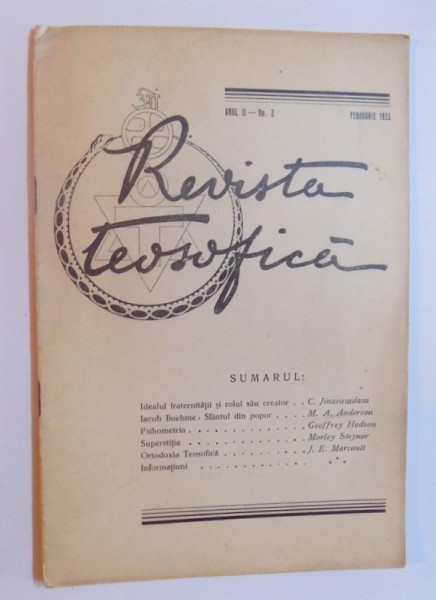 ओं
ANUL II — No. 2 FEBRUARIE 1935
Revista
teosofică
SUMARUL:
Idealul fraternității și rolul său creator . . C. Jinarasadasa
Iacob Boehme: Sfântul din popor . . . . M. A. Anderson
Psihometria . . . . . . . . . . . . Geoffrey Hodson
Superstiția . . . . . . . . . . . . Morley Steynor
Ortodoxia Teosofică . . . . . . . . . J. E. Marcault
Informațiuni . . . . . . . . . . . . * * *